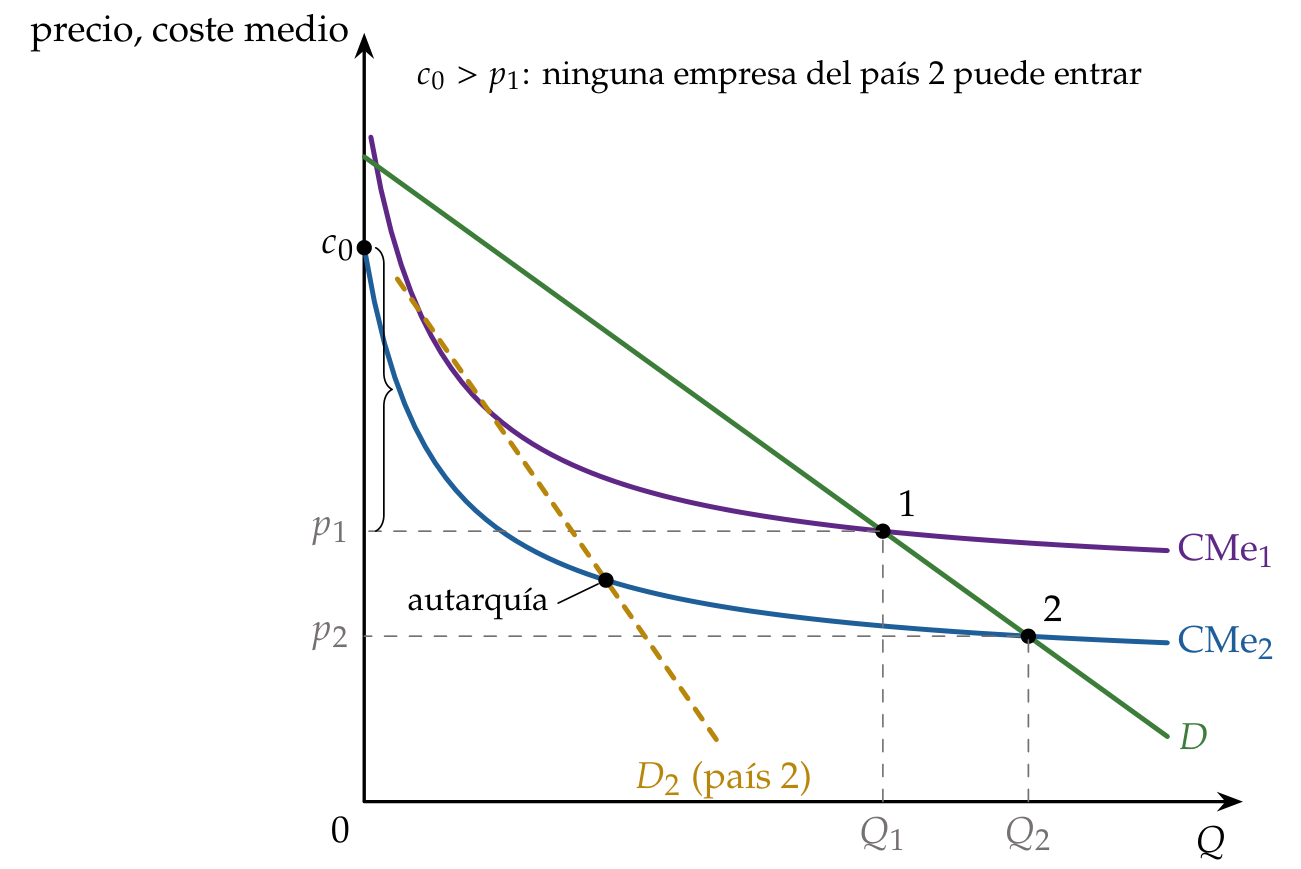 precio, coste medio
c₀ > p₁: ninguna empresa del país 2 puede entrar
c₀
1
p₁
CMe₁
autarquía
2
p₂
CMe₂
D
D₂ (país 2)
0
Q₁
Q₂
Q